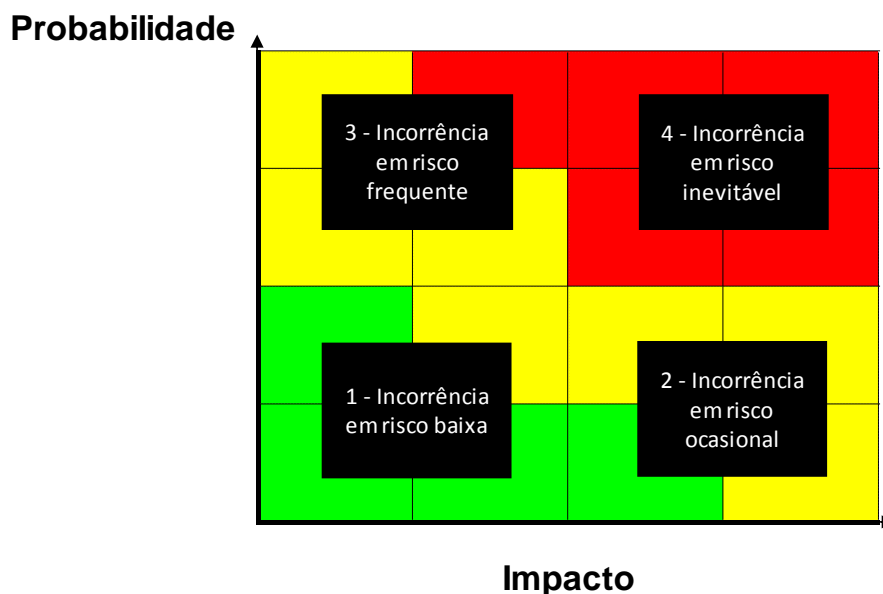 Probabilidade
3 - Incorrência
em risco
frequente
4 - Incorrência
em risco
inevitável
1 - Incorrência
em risco baixa
2 - Incorrência
em risco
ocasional
Impacto